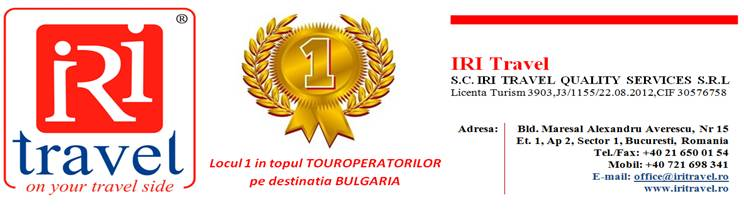 ®
iRi
travel
on your travel side
1
Locul 1 in topul TOUROPERATORILOR
pe destinatia BULGARIA
IRI Travel
S.C. IRI TRAVEL QUALITY SERVICES S.R.L
Licenta Turism 3903,J3/1155/22.08.2012,CIF 30576758
Adresa: Bld. Maresal Alexandru Averescu, Nr 15
Et. 1, Ap 2, Sector 1, Bucuresti, Romania
Tel./Fax: +40 21 650 01 54
Mobil: +40 721 698 341
E-mail: office@iritravel.ro
www.iritravel.ro